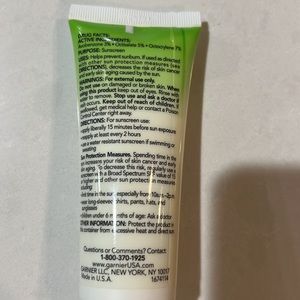 DRUG FACTS:
ACTIVE INGREDIENTS:
Avobenzone 3% • Octisalate 5% • Octocrylene 7%
PURPOSE: Sunscreen
USES: Helps prevent sunburn. If used as directed
with other sun protection measures (see
DIRECTIONS), decreases the risk of skin cancer
and early skin aging caused by the sun.
WARNINGS: For external use only.
Do not use on damaged or broken skin. When
using this product keep out of eyes. Rinse with
water to remove. Stop use and ask a doctor if
rash occurs. Keep out of reach of children. If
swallowed, get medical help or contact a Poison
Control Center right away.
DIRECTIONS: For sunscreen use:
apply liberally 15 minutes before sun exposure
reapply at least every 2 hours
use a water resistant sunscreen if swimming or
sweating
Sun Protection Measures. Spending time in the
sun increases your risk of skin cancer and early
skin aging. To decrease this risk, regularly use a
sunscreen with a Broad Spectrum SPF value of 15
or higher and other sun protection measures
including:
limit time in the sun, especially from 10
wear long-sleeved shirts, pants, hats, and
sunglasses
children under 6 months of age: Ask a doctor
OTHER INFORMATION: Protect the product in
this container from excessive heat and direct sun.
Questions or Comments? Contact
1-800-370-1925
www.garnierUSA.com
GARNIER LLC, NEW YORK, NY 10017
Made in U.S.A. 1674114